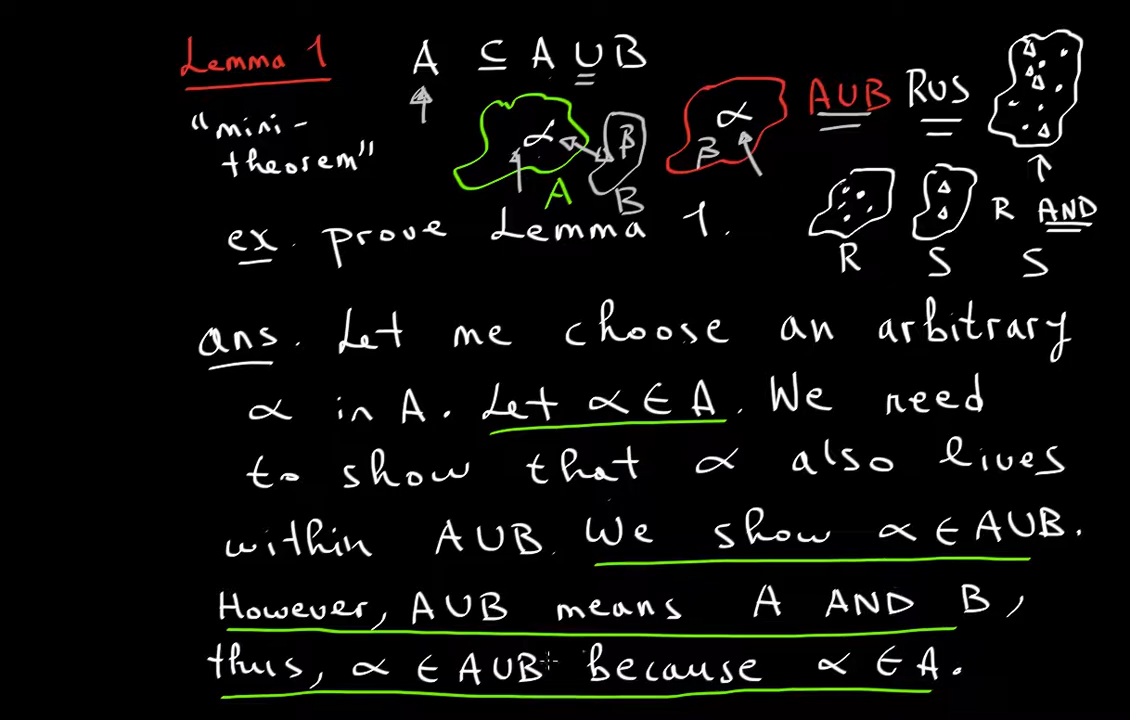 Lemma 1 A ⊆ A ∪ B
"mini-
theorem"
α β A B
β α A∪B R∪S
R S R AND S
ex. prove Lemma 1.
ans. Let me choose an arbitrary
α in A. Let α ∈ A. We need
to show that α also lives
within A∪B. We show α ∈ A∪B.
However, A∪B means A AND B,
thus, α ∈ A∪B because α ∈ A.